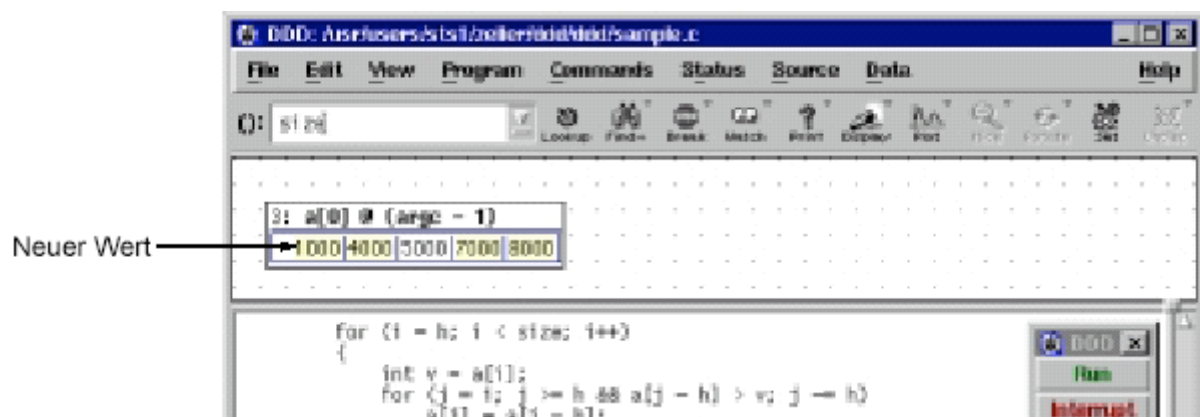 DDD: /usr/users/sts1/zeller/ddd/ddd/sample.c
File Edit View Program Commands Status Source Data Help
(): size
Lookup Find» Break Watch Print Display Plot Set
3: a[0] @ (argc - 1)
Neuer Wert
1000 4000 5000 7000 8000
for (i = h; i < size; i++)
{
DDD
int v = a[i];
Run
for (j = i; j >= h && a[j - h] > v; j -= h)
a[j] = a[j - h];
Interrupt